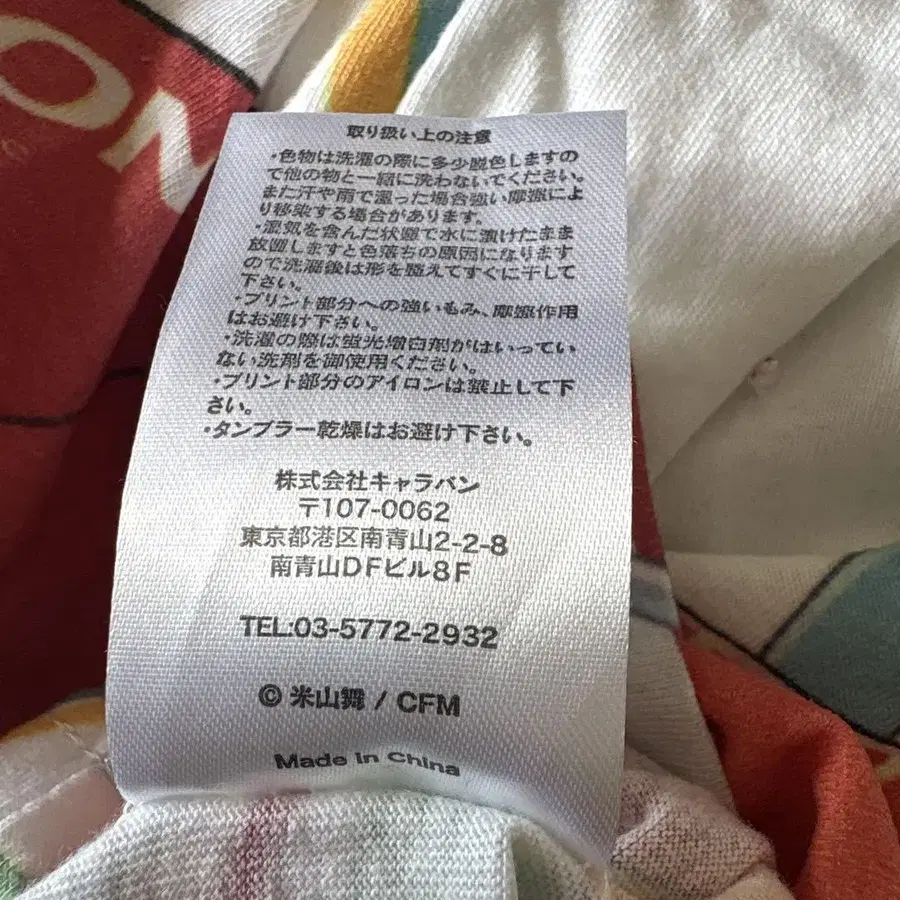 OM
取り扱い上の注意
・色物は洗濯の際に多少脱色しますの
で他の物と一緒に洗わないでください。
また汗や雨で湿った場合強い摩擦によ
り移染する場合があります。
・湿気を含んだ状態で水に漬けたまま
放置しますと色落ちの原因になります
ので洗濯後は形を整えてすぐに干して
下さい。
・プリント部分への強いもみ、摩擦作用
はお避け下さい。
・洗濯の際は蛍光増白剤がはいってい
ない洗剤を御使用ください。
・プリント部分のアイロンは禁止して下
さい。
・タンブラー乾燥はお避け下さい。
株式会社キャラバン
〒107-0062
東京都港区南青山2-2-8
南青山DFビル8F
TEL:03-5772-2932
© 米山舞 / CFM
Made in China